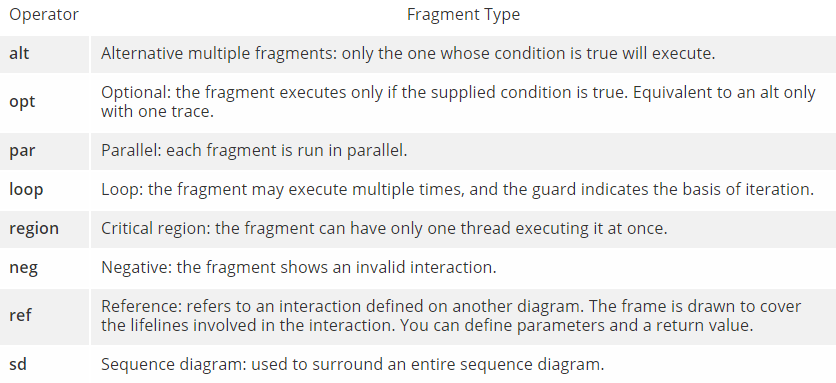 Operator Fragment Type
alt Alternative multiple fragments: only the one whose condition is true will execute.
opt Optional: the fragment executes only if the supplied condition is true. Equivalent to an alt only
with one trace.
par Parallel: each fragment is run in parallel.
loop Loop: the fragment may execute multiple times, and the guard indicates the basis of iteration.
region Critical region: the fragment can have only one thread executing it at once.
neg Negative: the fragment shows an invalid interaction.
ref Reference: refers to an interaction defined on another diagram. The frame is drawn to cover
the lifelines involved in the interaction. You can define parameters and a return value.
sd Sequence diagram: used to surround an entire sequence diagram.